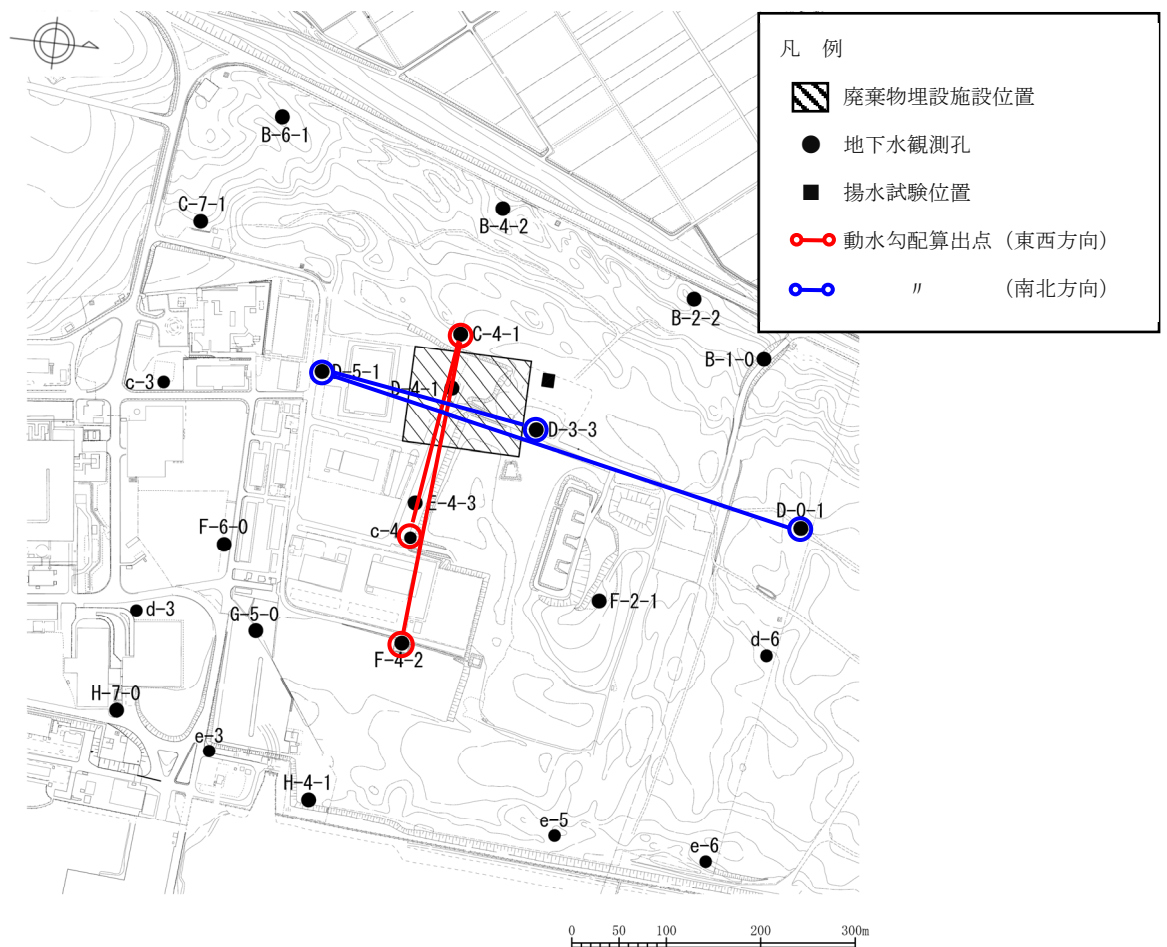 凡 例
廃棄物埋設施設位置
地下水観測孔
揚水試験位置
動水勾配算出点（東西方向）
〃 （南北方向）
B-6-1
C-7-1
B-4-2
B-2-2
C-4-1
B-1-0
D-5-1
c-3
D-4-1
D-3-3
E-4-3
c-4
D-0-1
F-6-0
F-2-1
d-3
G-5-0
F-4-2
d-6
H-7-0
e-3
H-4-1
e-5
e-6
0 50 100 200 300m